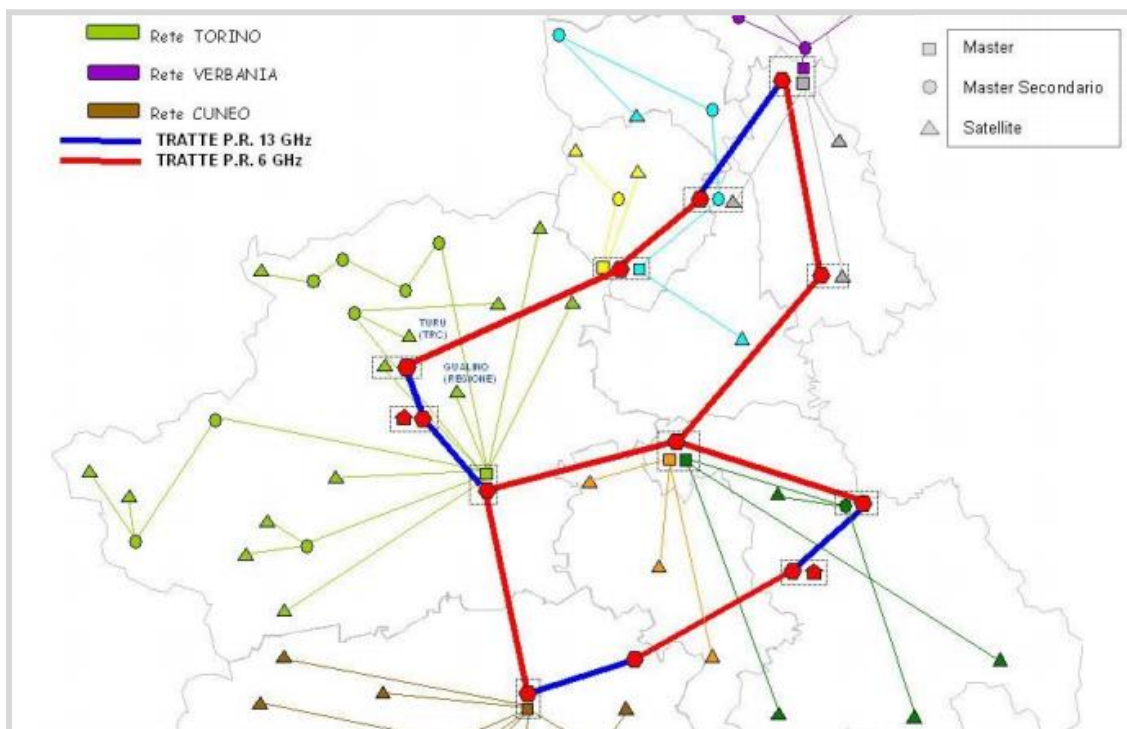 Rete TORINO
Rete VERBANIA
Rete CUNEO
TRATTE P.R. 13 GHz
TRATTE P.R. 6 GHz
Master
Master Secondario
Satellite
TURU
(TRC)
GUALINO
(REGIONE)